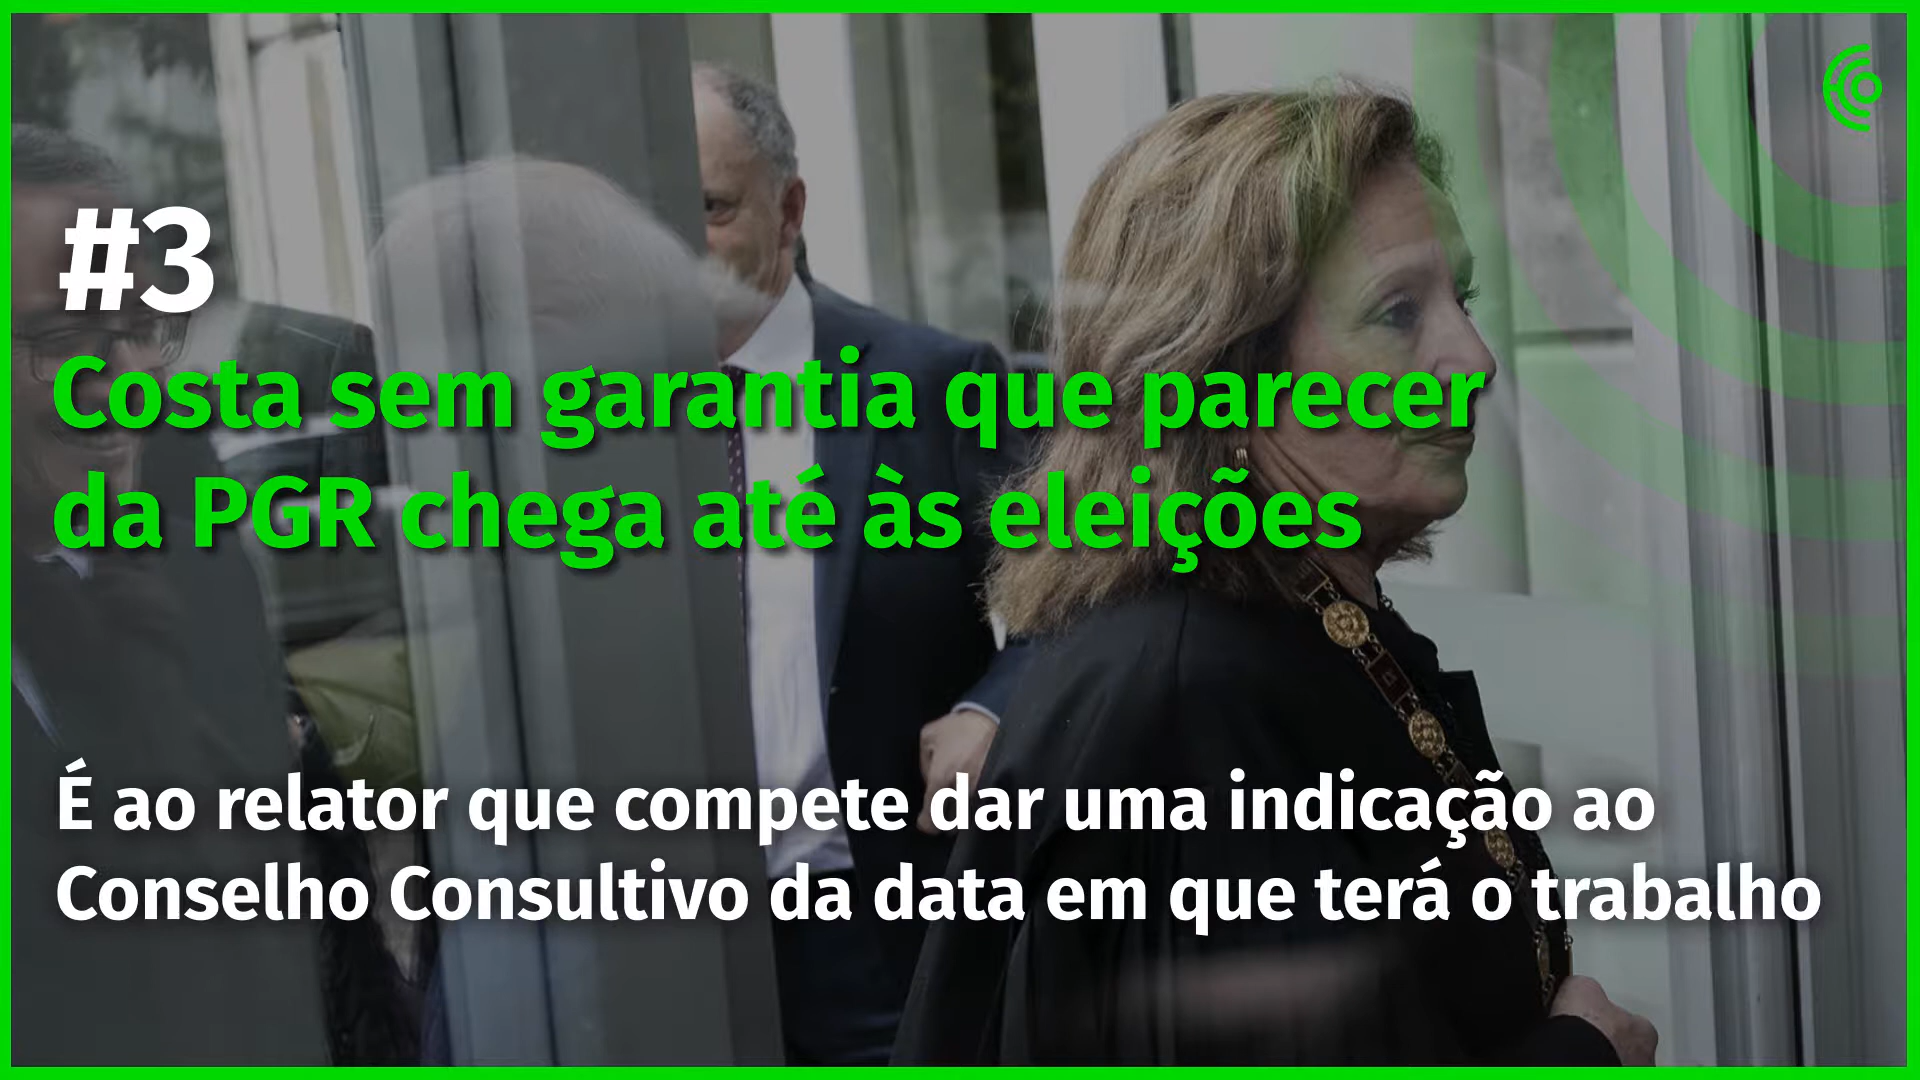 #3
Costa sem garantia que parecer
da PGR chega até às eleições
É ao relator que compete dar uma indicação ao
Conselho Consultivo da data em que terá o trabalho